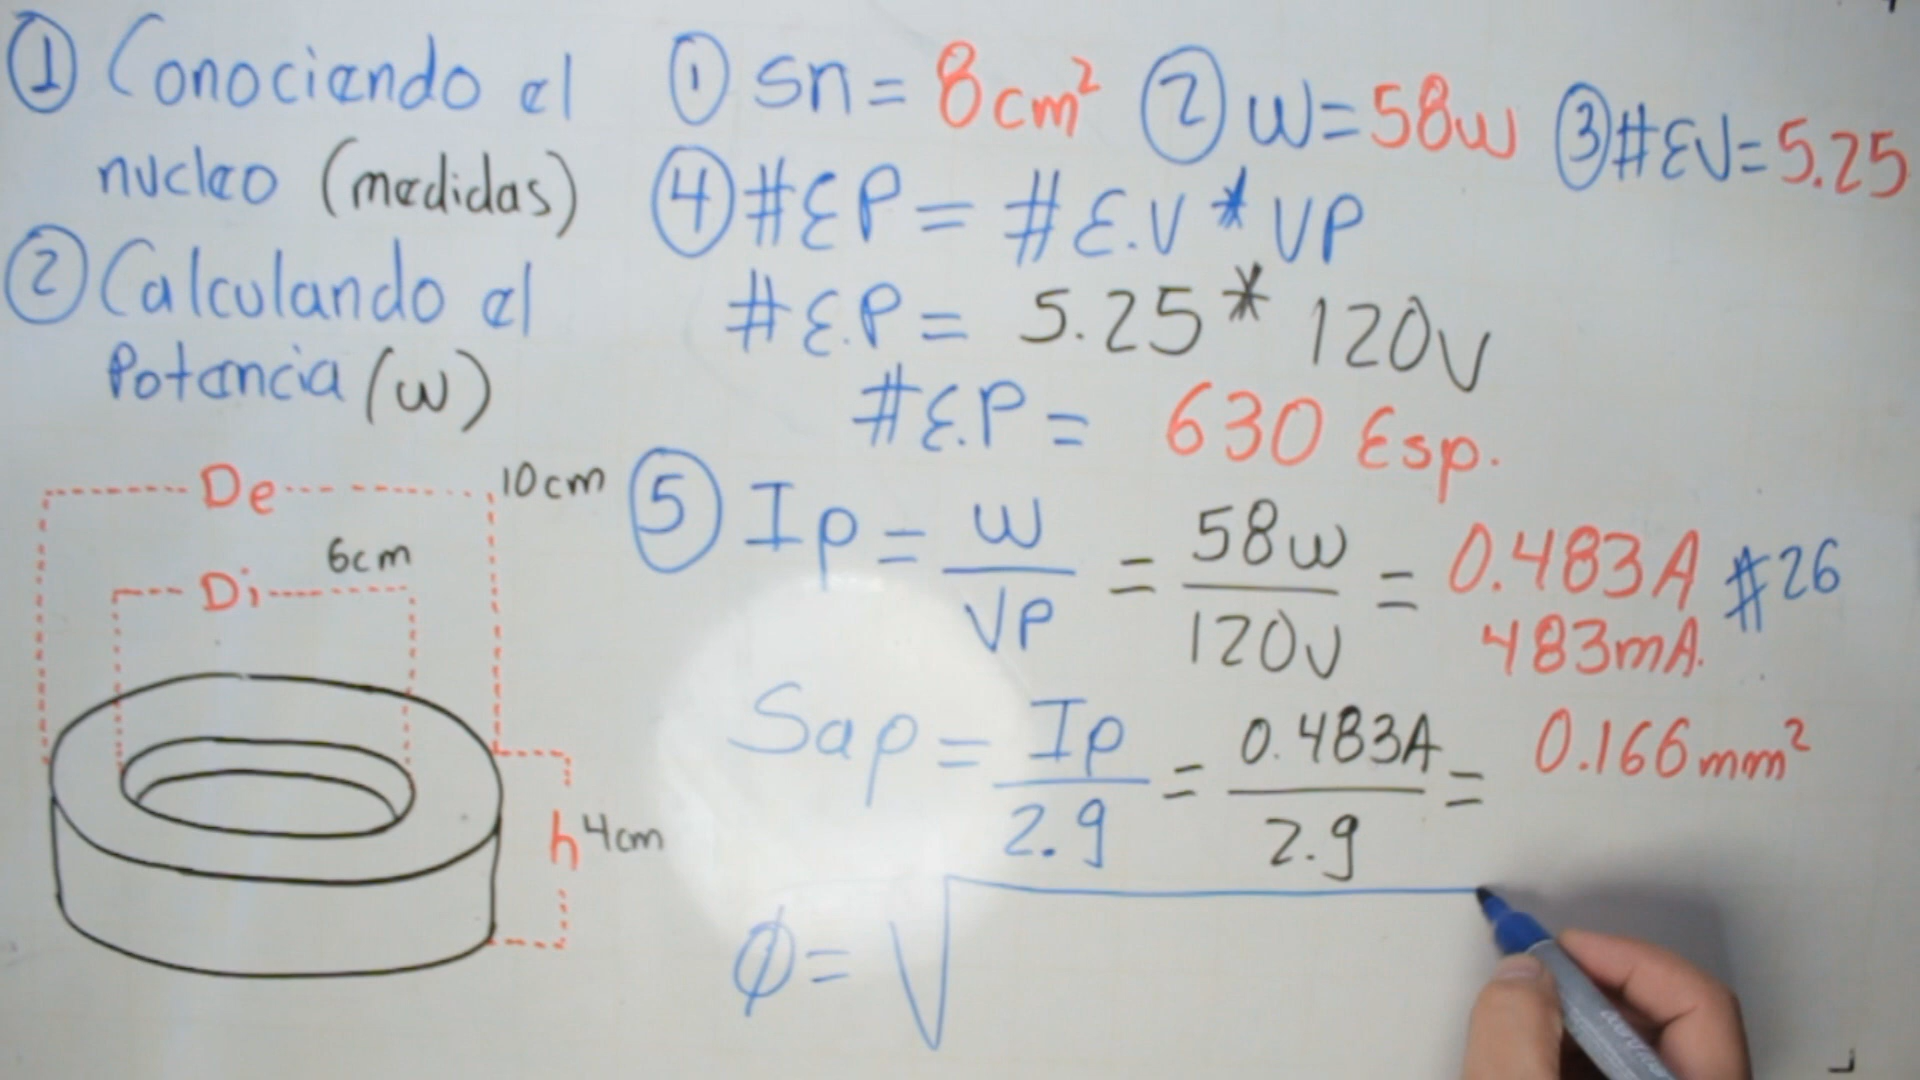 ① Conociendo el
nucleo (medidas)
② Calculando el
Potencia (w)
De 10cm
6cm
Di
h 4cm
① Sn = 8cm² ② W=58w ③ #EV=5.25
④ #EP = #E.V * VP
#E.P = 5.25 * 120V
#E.P = 630 Esp.
⑤ Ip = W/VP = 58w/120v = 0.483A #26
483mA.
Sap = Ip/2.9 = 0.483A/2.9 = 0.166mm²
Ø = √